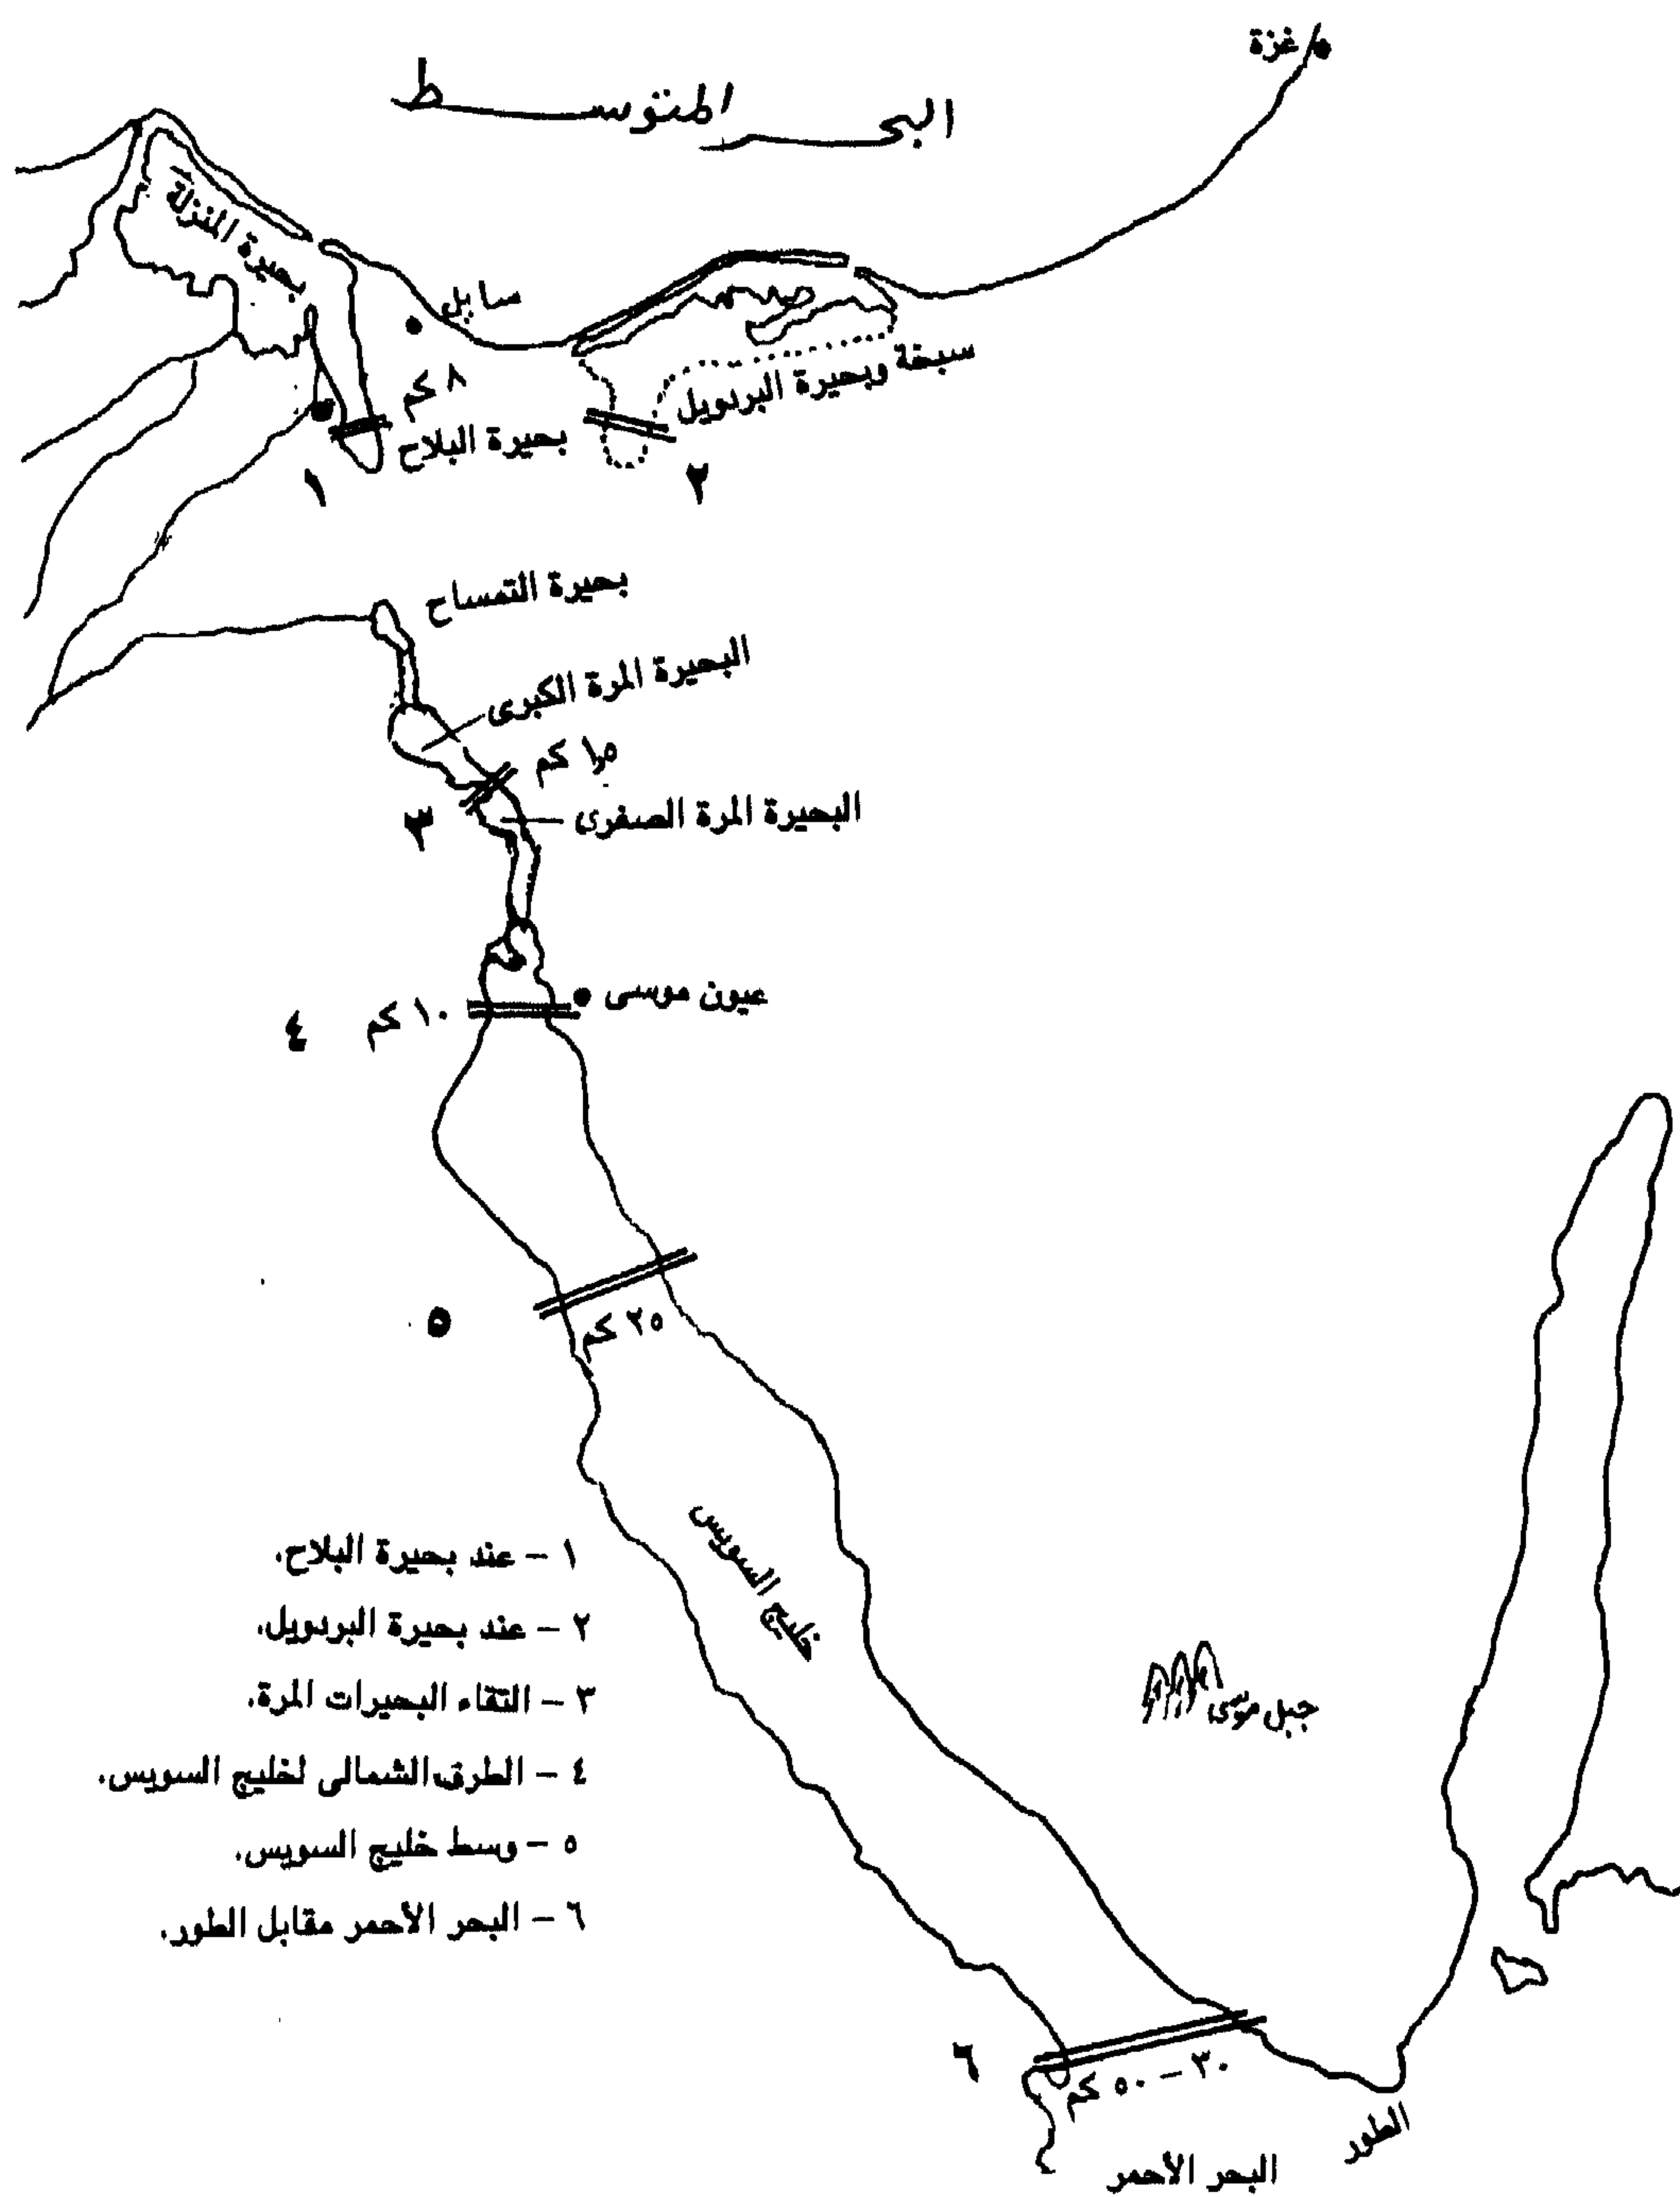 غزة
البحر المتوسط
بحيرة المنزلة
سايل
٨ كم
بحيرة البلاح
١
سبخة وبحيرة البردويل
٢
بحيرة التمساح
البحيرة المرة الكبرى
كم
٣
البحيرة المرة الصغرى
عيون موسى
١٠ كم
٤
٢٥ كم
٥
خليج السويس
جبل موسى
١ – عند بحيرة البلاح.
٢ – عند بحيرة البردويل.
٣ – التقاء البحيرات المرة.
٤ – الطرف الشمالى لخليج السويس.
٥ – وسط خليج السويس.
٦ – البحر الأحمر مقابل الطور.
٦
٣٠ – ٥٠ كم
الطور
البحر الأحمر